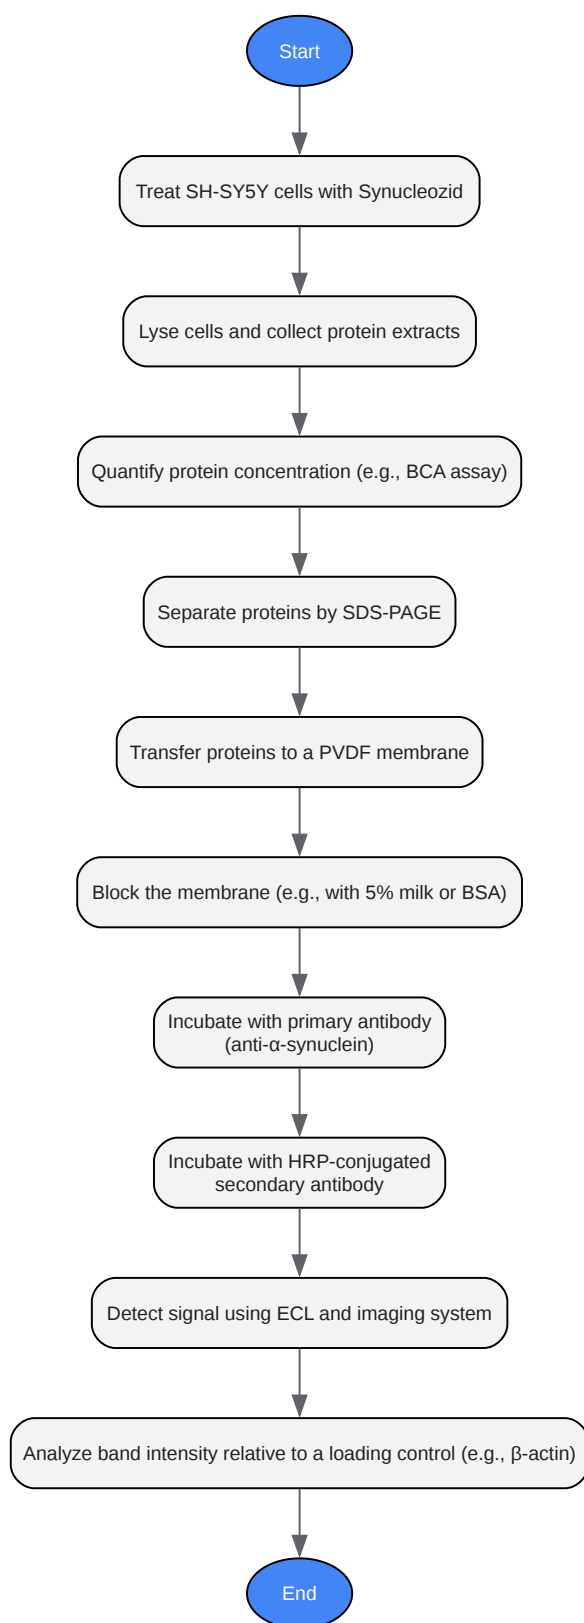 Start
Treat SH-SY5Y cells with Synucleozid
Lyse cells and collect protein extracts
Quantify protein concentration (e.g., BCA assay)
Separate proteins by SDS-PAGE
Transfer proteins to a PVDF membrane
Block the membrane (e.g., with 5% milk or BSA)
Incubate with primary antibody
(anti-α-synuclein)
Incubate with HRP-conjugated
secondary antibody
Detect signal using ECL and imaging system
Analyze band intensity relative to a loading control (e.g., β-actin)
End